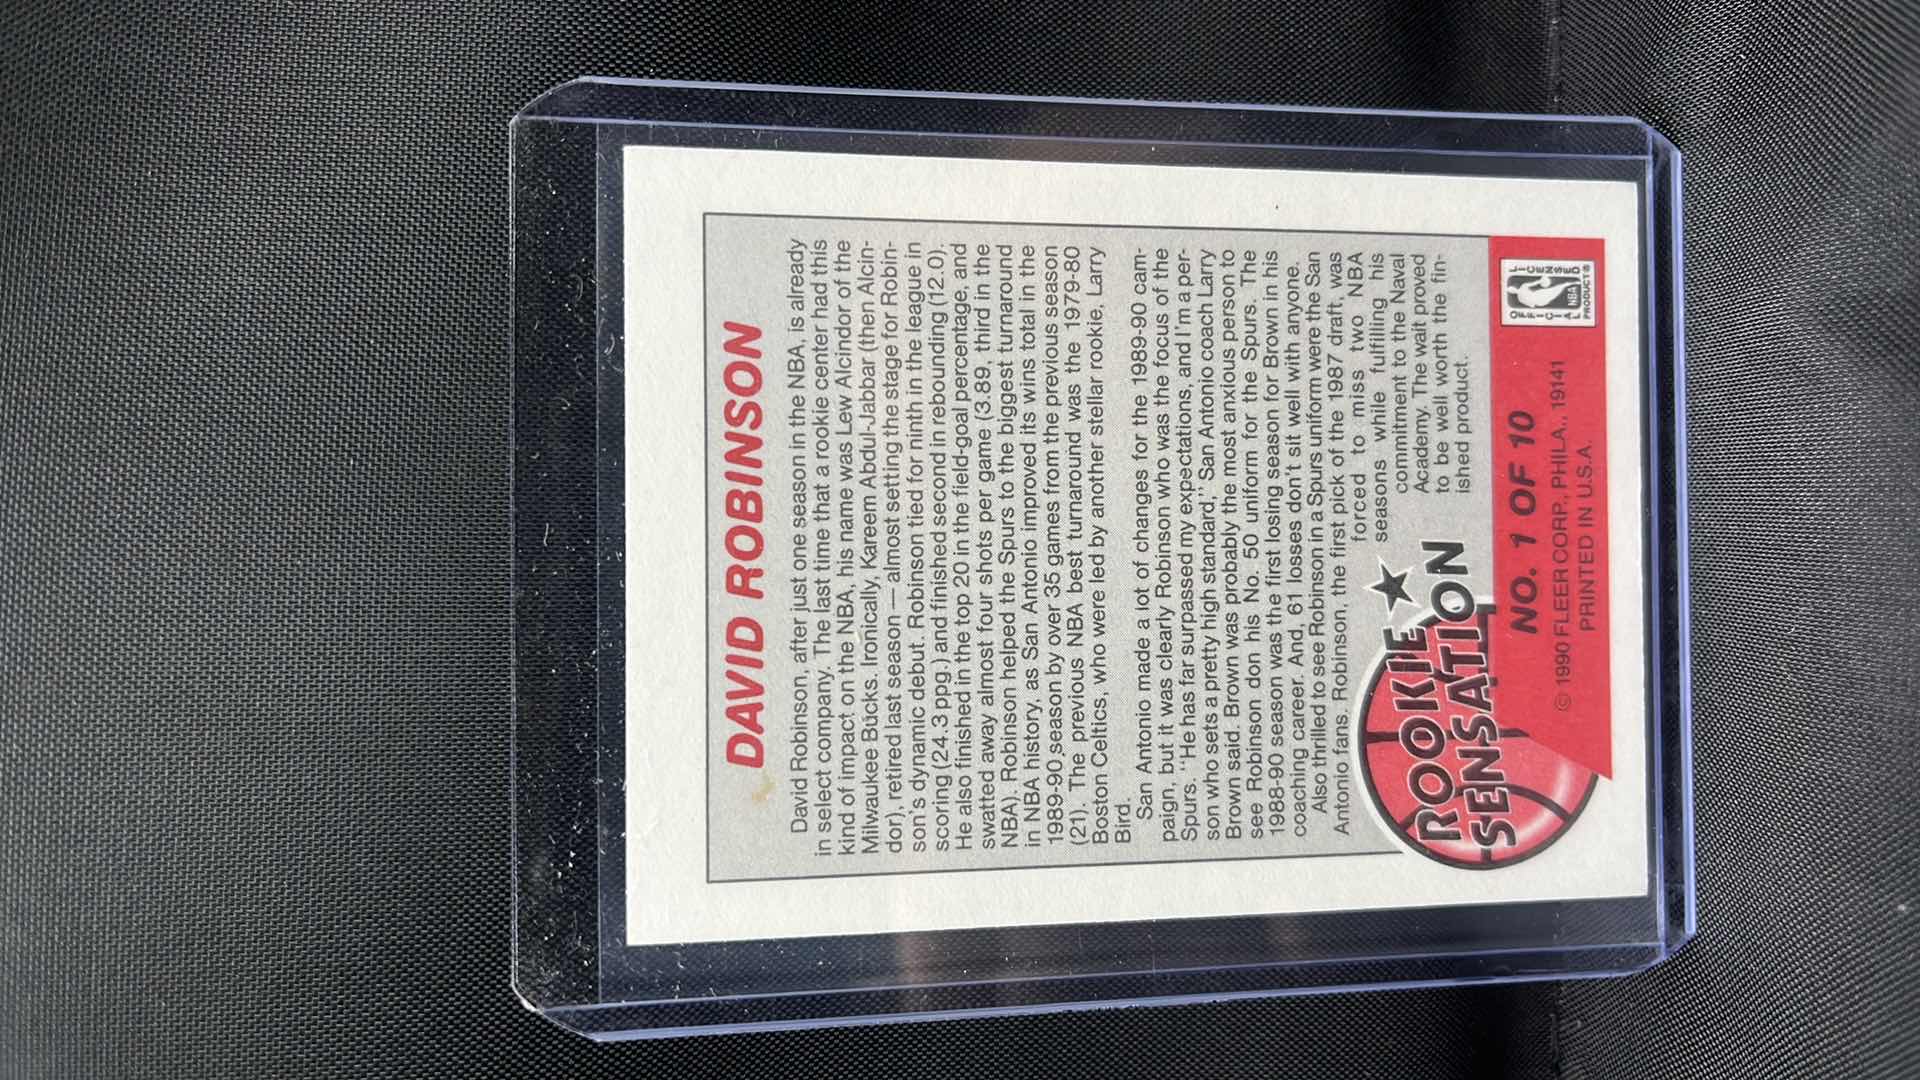 DAVID ROBINSON
David Robinson, after just one season in the NBA, is already
in select company. The last time that a rookie center had this
kind of impact on the NBA, his name was Lew Alcindor of the
Milwaukee Bucks. Ironically, Kareem Abdul-Jabbar (then Alcin-
dor), retired last season — almost setting the stage for Robin-
son's dynamic debut. Robinson tied for ninth in the league in
scoring (24.3 ppg.) and finished second in rebounding (12.0).
He also finished in the top 20 in the field-goal percentage, and
swatted away almost four shots per game (3.89, third in the
NBA). Robinson helped the Spurs to the biggest turnaround
in NBA history, as San Antonio improved its wins total in the
1989-90 season by over 35 games from the previous season
(21). The previous NBA best turnaround was the 1979-80
Boston Celtics, who were led by another stellar rookie, Larry
Bird.
San Antonio made a lot of changes for the 1989-90 cam-
paign, but it was clearly Robinson who was the focus of the
Spurs. "He has far surpassed my expectations and I'm a per-
son who sets a pretty high standard," San Antonio coach Larry
Brown said. Brown was probably the most anxious person to
see Robinson don his No. 50 uniform for the Spurs. The
1988-90 season was the first losing season for Brown in his
coaching career. And, 61 losses don't sit well with anyone.
Also thrilled to see Robinson in a Spurs uniform were the San
Antonio fans. Robinson, the first pick of the 1987 draft, was
forced to miss two NBA
seasons while fulfilling his
commitment to the Naval
Academy. The wait proved
to be well worth the fin-
ished product.
ROOKIE
SENSATION
NO. 1 OF 10
© 1990 FLEER CORP., PHILA., 19141
PRINTED IN U.S.A.
OFFICIAL
LICENSED
NBA
PRODUCT®